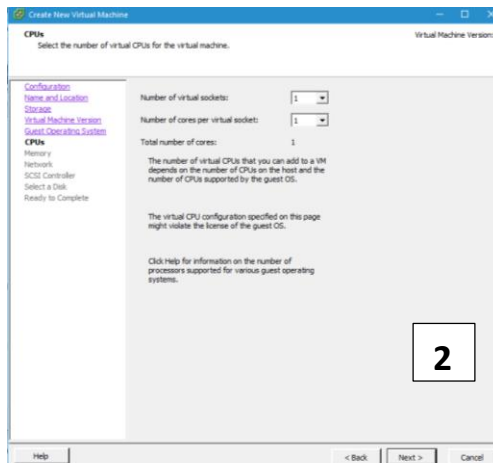 Create New Virtual Machine
CPUs
Select the number of virtual CPUs for the virtual machine.
Virtual Machine Version:
Configuration
Name and Location
Storage
Virtual Machine Version
Guest Operating System
CPUs
Memory
Network
SCSI Controller
Select a Disk
Ready to Complete
Number of virtual sockets: 1
Number of cores per virtual socket: 1
Total number of cores: 1
The number of virtual CPUs that you can add to a VM
depends on the number of CPUs on the host and the
number of CPUs supported by the guest OS.
The virtual CPU configuration specified on this page
might violate the license of the guest OS.
Click Help for information on the number of
processors supported for various guest operating
systems.
2
Help
< Back
Next >
Cancel